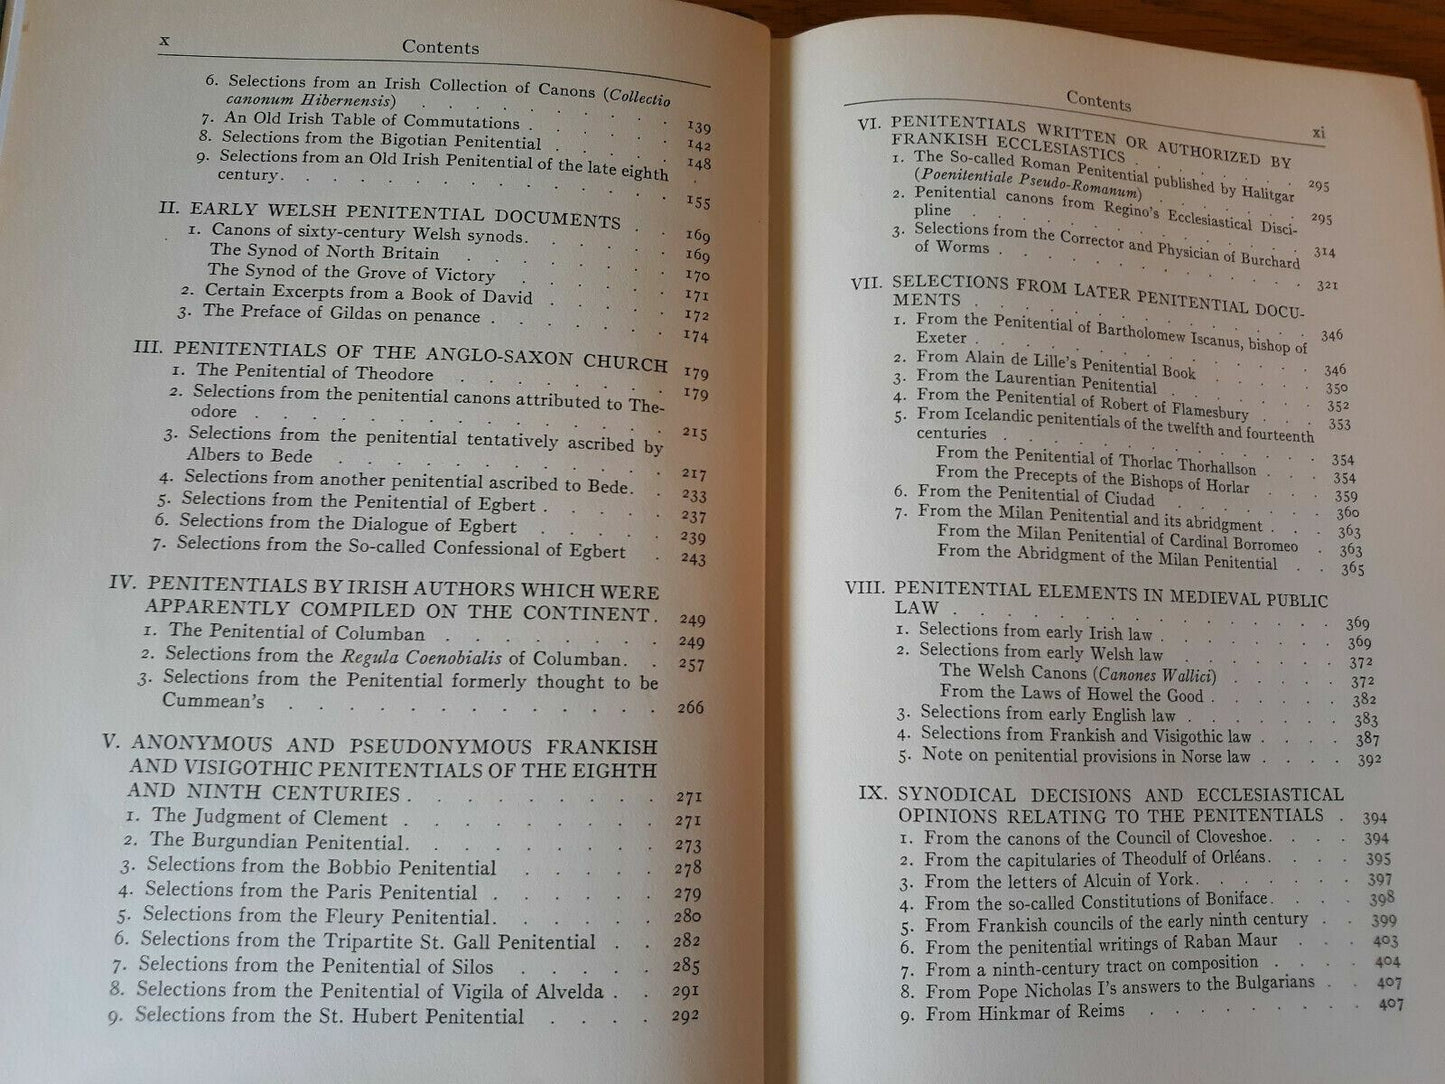 x
Contents
6. Selections from an Irish Collection of Canons (Collectio
canonum Hibernensis) . . . . . . . . . 139
7. An Old Irish Table of Commutations . . . . . . 142
8. Selections from the Bigotian Penitential . . . . . 148
9. Selections from an Old Irish Penitential of the late eighth
century. . . . . . . . . . . . . . 155
II. EARLY WELSH PENITENTIAL DOCUMENTS . . 169
1. Canons of sixty-century Welsh synods. . . . . . 169
The Synod of North Britain . . . . . . . . 170
The Synod of the Grove of Victory . . . . . . 171
2. Certain Excerpts from a Book of David . . . . . 172
3. The Preface of Gildas on penance . . . . . . . 174
III. PENITENTIALS OF THE ANGLO-SAXON CHURCH 179
1. The Penitential of Theodore . . . . . . . . 179
2. Selections from the penitential canons attributed to The-
odore . . . . . . . . . . . . . . 215
3. Selections from the penitential tentatively ascribed by
Albers to Bede . . . . . . . . . . . . 217
4. Selections from another penitential ascribed to Bede. . 233
5. Selections from the Penitential of Egbert . . . . . 237
6. Selections from the Dialogue of Egbert . . . . . 239
7. Selections from the So-called Confessional of Egbert . 243
IV. PENITENTIALS BY IRISH AUTHORS WHICH WERE
APPARENTLY COMPILED ON THE CONTINENT . 249
1. The Penitential of Columban . . . . . . . . 249
2. Selections from the Regula Coenobialis of Columban. . 257
3. Selections from the Penitential formerly thought to be
Cummean's . . . . . . . . . . . . . 266
V. ANONYMOUS AND PSEUDONYMOUS FRANKISH
AND VISIGOTHIC PENITENTIALS OF THE EIGHTH
AND NINTH CENTURIES . . . . . . . . . 271
1. The Judgment of Clement . . . . . . . . . 271
2. The Burgundian Penitential. . . . . . . . . 273
3. Selections from the Bobbio Penitential . . . . . 278
4. Selections from the Paris Penitential . . . . . . 279
5. Selections from the Fleury Penitential. . . . . . 280
6. Selections from the Tripartite St. Gall Penitential . . 282
7. Selections from the Penitential of Silos . . . . . 285
8. Selections from the Penitential of Vigila of Alvelda . . 291
9. Selections from the St. Hubert Penitential . . . . 292
Contents
xi
VI. PENITENTIALS WRITTEN OR AUTHORIZED BY
FRANKISH ECCLESIASTICS . . . . . . . 295
1. The So-called Roman Penitential published by Halitgar
(Poenitentiale Pseudo-Romanum) . . . . . . . 295
2. Penitential canons from Regino's Ecclesiastical Disci-
pline . . . . . . . . . . . . . . 314
3. Selections from the Corrector and Physician of Burchard
of Worms . . . . . . . . . . . . . 321
VII. SELECTIONS FROM LATER PENITENTIAL DOCU-
MENTS . . . . . . . . . . . . . . 346
1. From the Penitential of Bartholomew Iscanus, bishop of
Exeter . . . . . . . . . . . . . . 346
2. From Alain de Lille's Penitential Book . . . . . 350
3. From the Laurentian Penitential . . . . . . . 352
4. From the Penitential of Robert of Flamesbury . . . 353
5. From Icelandic penitentials of the twelfth and fourteenth
centuries . . . . . . . . . . . . . 354
From the Penitential of Thorlac Thorhallson . . . 354
From the Precepts of the Bishops of Horlar . . . 359
6. From the Penitential of Ciudad . . . . . . . 360
7. From the Milan Penitential and its abridgment . . . 363
From the Milan Penitential of Cardinal Borromeo . 363
From the Abridgment of the Milan Penitential . . 365
VIII. PENITENTIAL ELEMENTS IN MEDIEVAL PUBLIC
LAW . . . . . . . . . . . . . . . 369
1. Selections from early Irish law . . . . . . . . 369
2. Selections from early Welsh law . . . . . . . 372
The Welsh Canons (Canones Wallici) . . . . . 372
From the Laws of Howel the Good . . . . . . 382
3. Selections from early English law . . . . . . . 383
4. Selections from Frankish and Visigothic law . . . . 387
5. Note on penitential provisions in Norse law . . . . 392
IX. SYNODICAL DECISIONS AND ECCLESIASTICAL
OPINIONS RELATING TO THE PENITENTIALS . 394
1. From the canons of the Council of Cloveshoe. . . . 394
2. From the capitularies of Theodulf of Orléans. . . . 395
3. From the letters of Alcuin of York. . . . . . . 397
4. From the so-called Constitutions of Boniface. . . . 398
5. From Frankish councils of the early ninth century . . 399
6. From the penitential writings of Raban Maur . . . 403
7. From a ninth-century tract on composition . . . . 404
8. From Pope Nicholas I's answers to the Bulgarians . . 407
9. From Hinkmar of Reims . . . . . . . . . 407